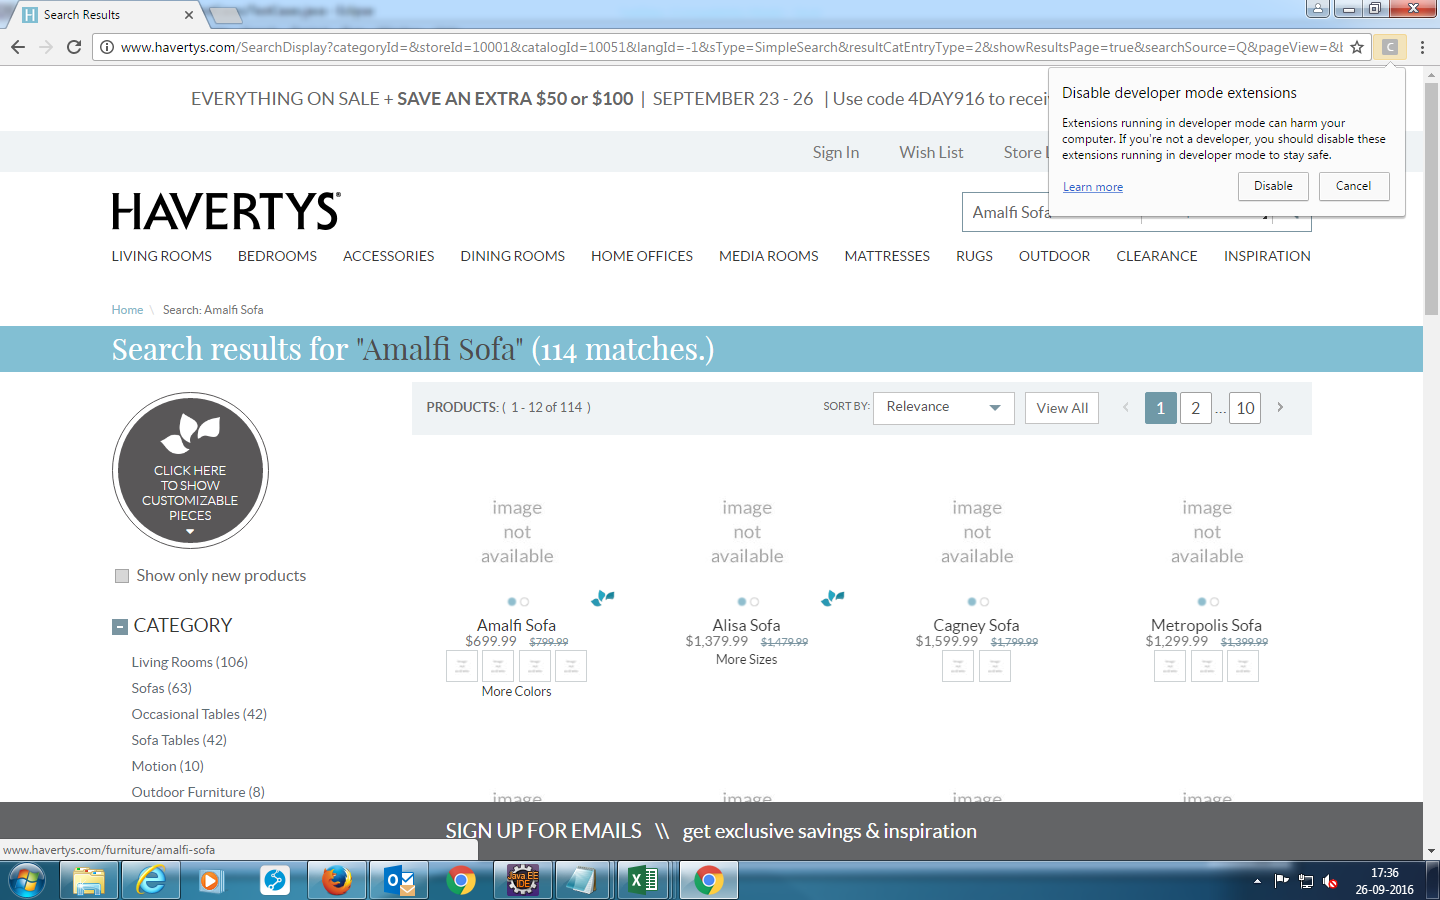 Search Results
www.havertys.com/SearchDisplay?categoryId=&storeId=10001&catalogId=10051&langId=-1&sType=SimpleSearch&resultCatEntryType=2&showResultsPage=true&searchSource=Q&pageView=&b
C
Disable developer mode extensions
Extensions running in developer mode can harm your
computer. If you're not a developer, you should disable these
extensions running in developer mode to stay safe.
Learn more
Disable
Cancel
EVERYTHING ON SALE + SAVE AN EXTRA $50 or $100 | SEPTEMBER 23 - 26 | Use code 4DAY916 to recei
Sign In Wish List Store
HAVERTYS®
Amalfi Sofa
LIVING ROOMS BEDROOMS ACCESSORIES DINING ROOMS HOME OFFICES MEDIA ROOMS MATTRESSES RUGS OUTDOOR CLEARANCE INSPIRATION
Home \ Search: Amalfi Sofa
Search results for "Amalfi Sofa" (114 matches.)
CLICK HERE
TO SHOW
CUSTOMIZABLE
PIECES
Show only new products
CATEGORY
Living Rooms (106)
Sofas (63)
Occasional Tables (42)
Sofa Tables (42)
Motion (10)
Outdoor Furniture (8)
PRODUCTS: ( 1 - 12 of 114 )
SORT BY: Relevance View All < 1 2 ... 10 >
image
not
available
Amalfi Sofa
$699.99 $799.99
More Colors
image
not
available
Alisa Sofa
$1,379.99 $1,479.99
More Sizes
image
not
available
Cagney Sofa
$1,599.99 $1,799.99
image
not
available
Metropolis Sofa
$1,299.99 $1,399.99
image image image image
SIGN UP FOR EMAILS \\ get exclusive savings & inspiration
www.havertys.com/furniture/amalfi-sofa
Java EE
IDE
17:36
26-09-2016